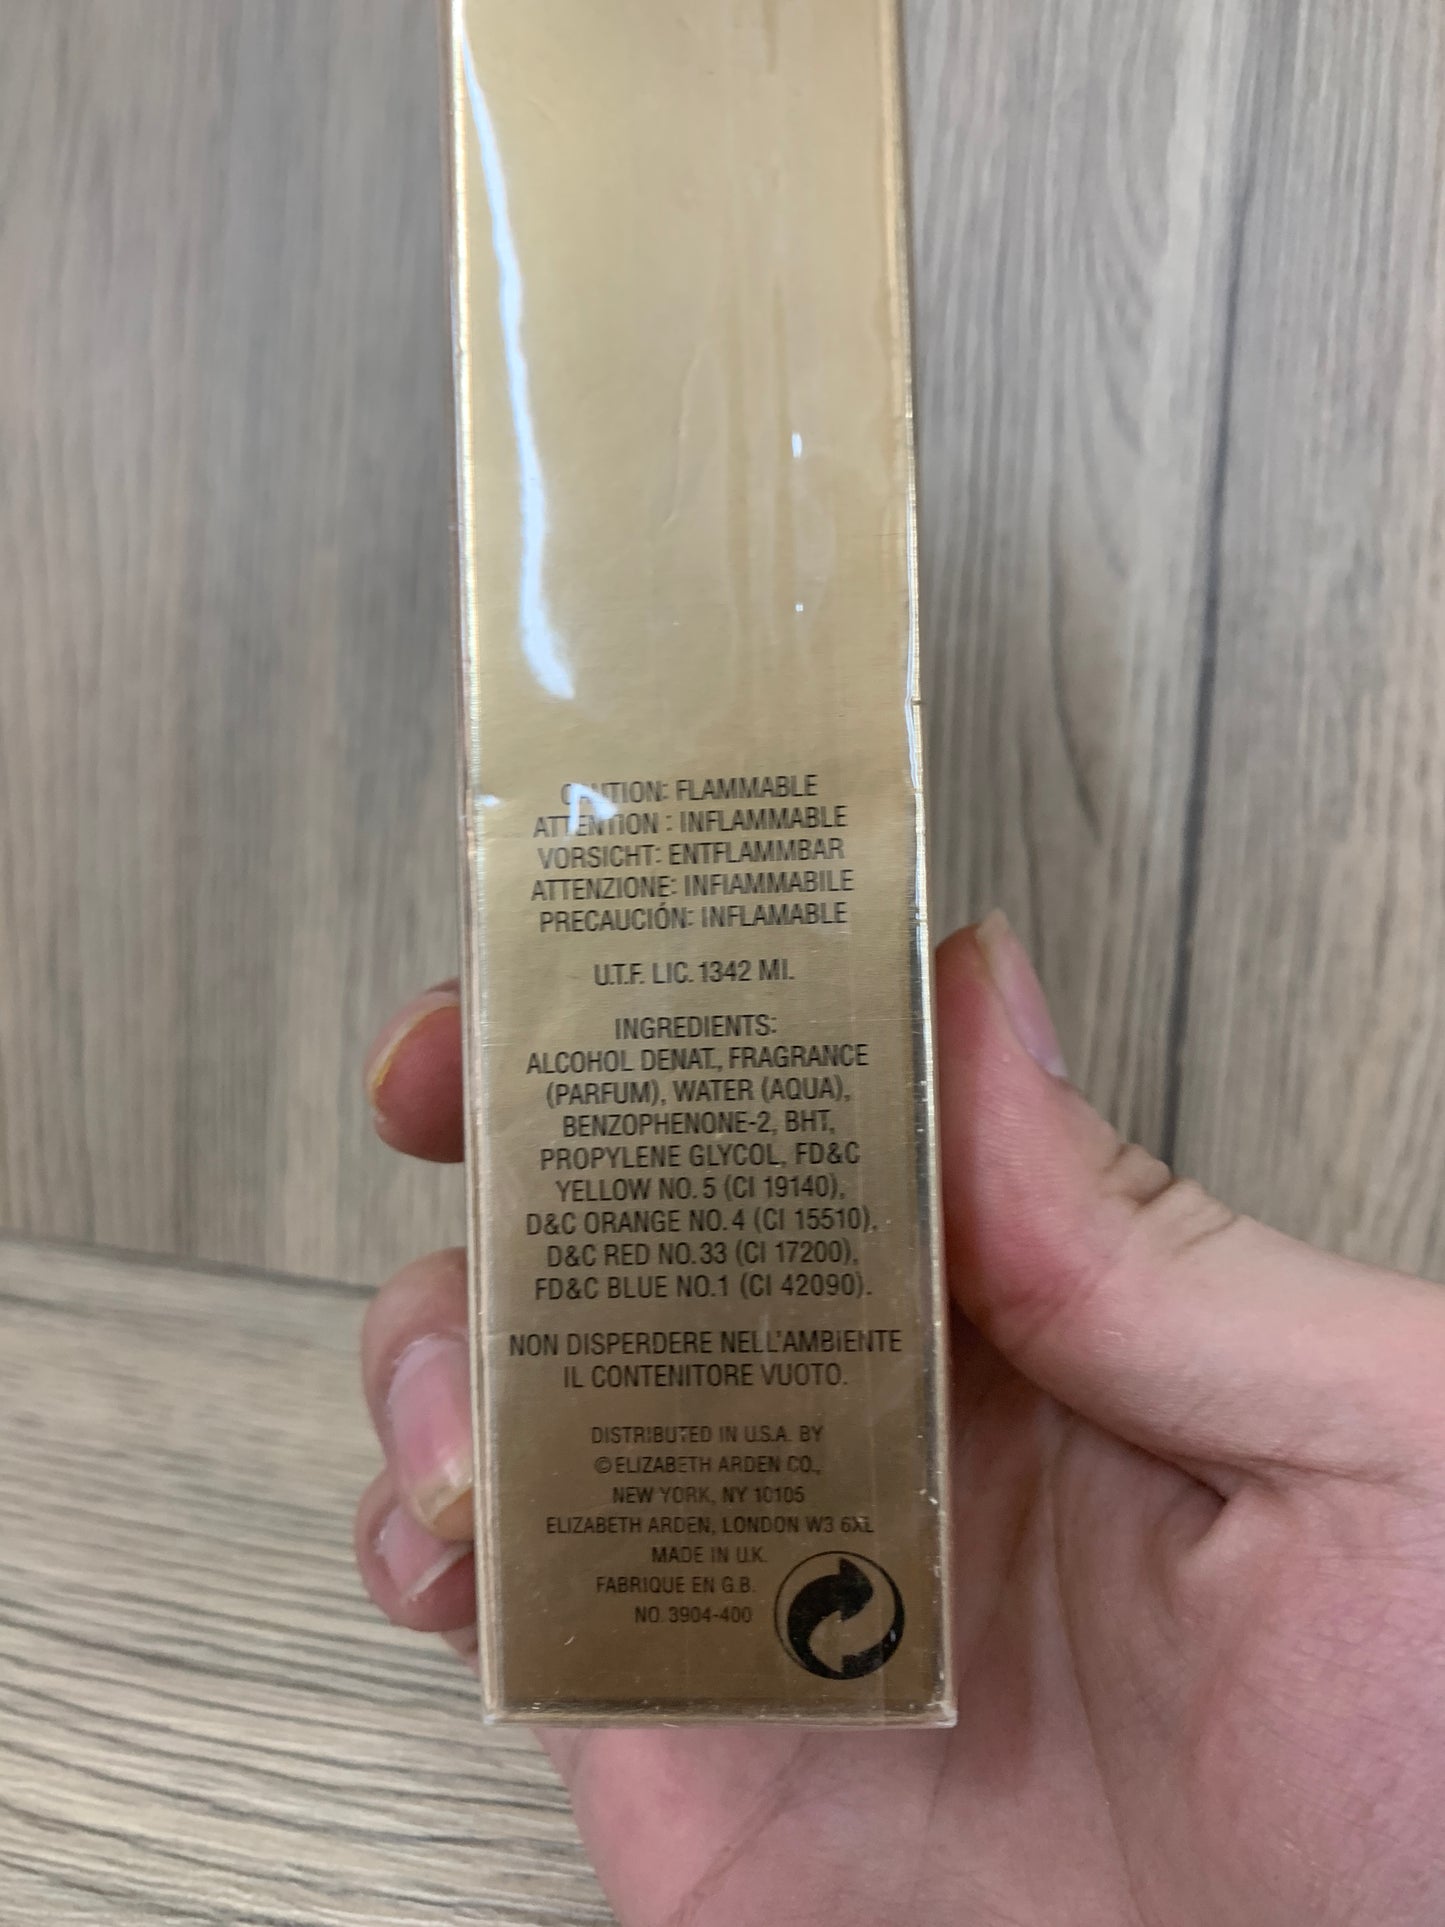 CAUTION: FLAMMABLE
ATTENTION : INFLAMMABLE
VORSICHT: ENTFLAMMBAR
ATTENZIONE: INFIAMMABILE
PRECAUCIÓN: INFLAMABLE
U.T.F. LIC. 1342 MI.
INGREDIENTS:
ALCOHOL DENAT., FRAGRANCE
(PARFUM), WATER (AQUA),
BENZOPHENONE-2, BHT,
PROPYLENE GLYCOL, FD&C
YELLOW NO. 5 (CI 19140),
D&C ORANGE NO. 4 (CI 15510),
D&C RED NO. 33 (CI 17200),
FD&C BLUE NO. 1 (CI 42090).
NON DISPERDERE NELL'AMBIENTE
IL CONTENITORE VUOTO.
DISTRIBUTED IN U.S.A. BY
© ELIZABETH ARDEN CO.,
NEW YORK, NY 10105
ELIZABETH ARDEN, LONDON W3 6XL
MADE IN U.K.
FABRIQUE EN G.B.
NO. 3904-400